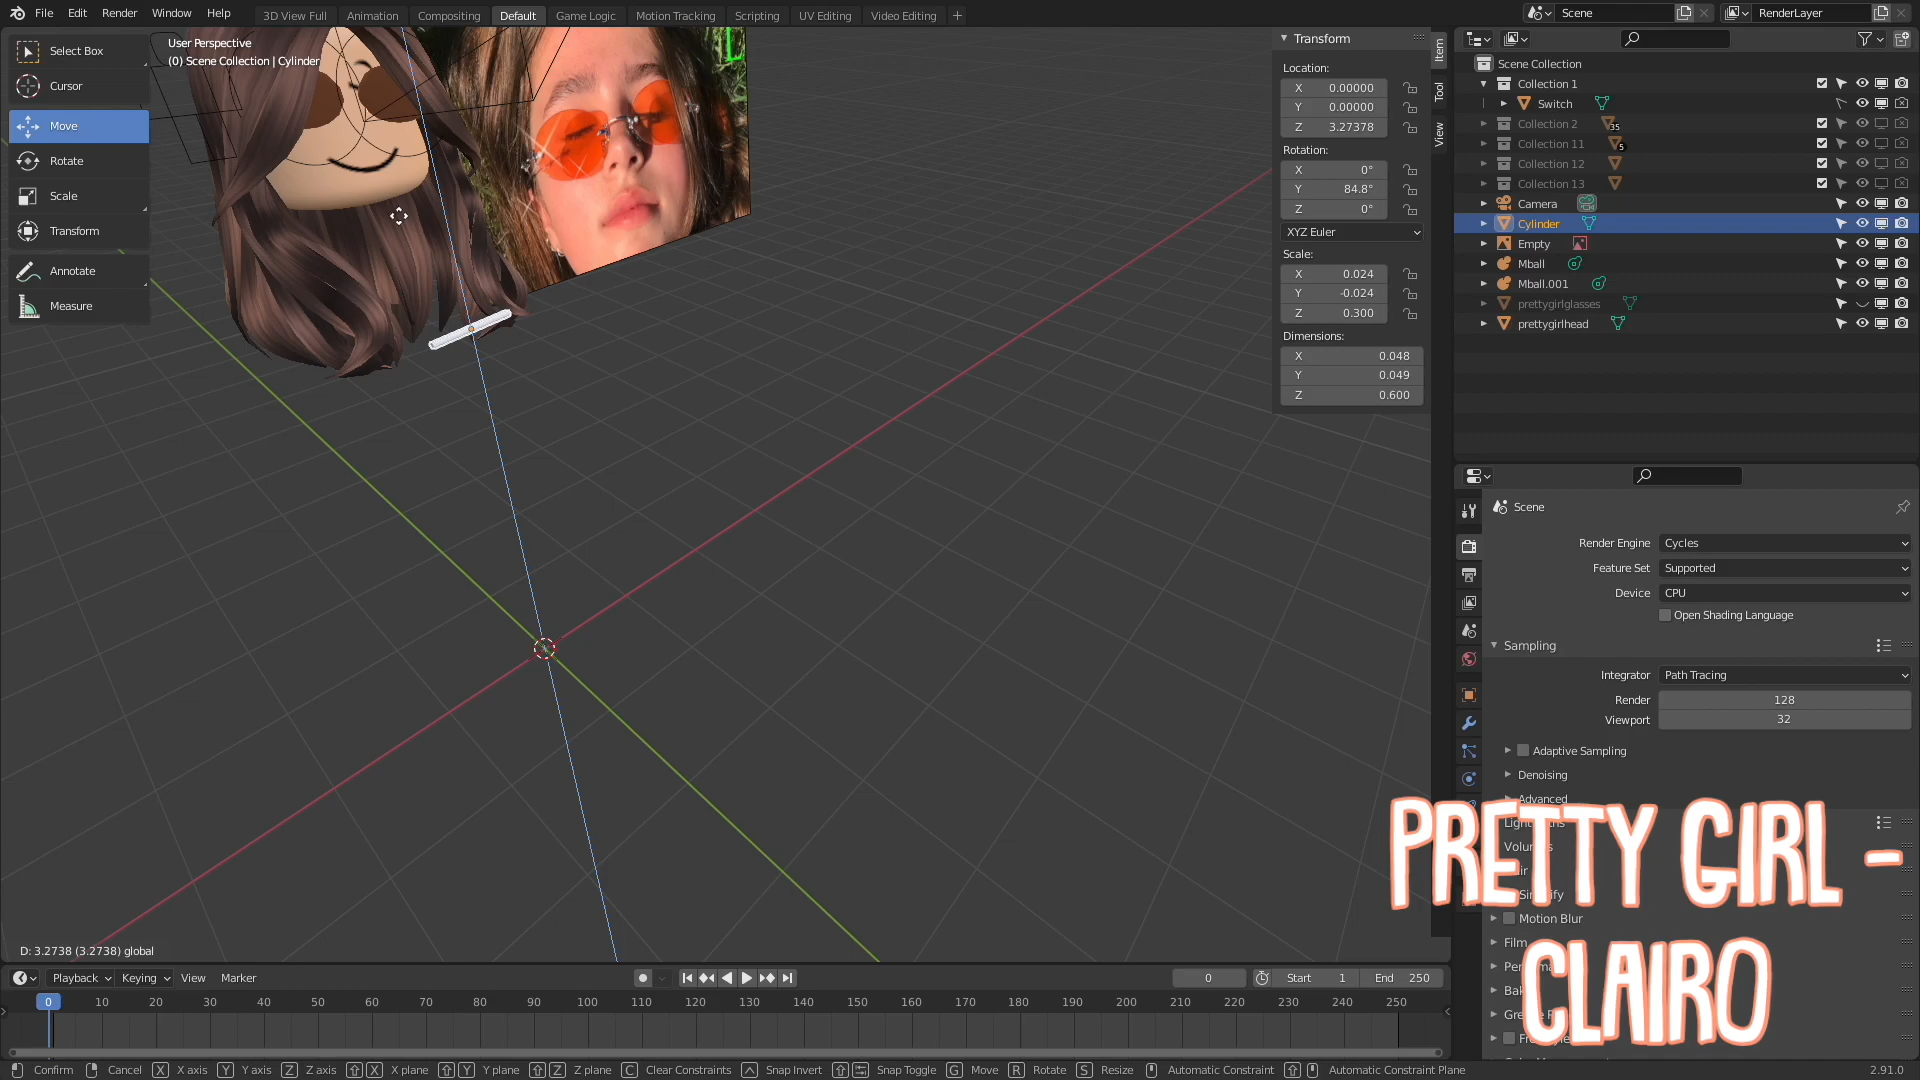 File Edit Render Window Help 3D View Full Animation Compositing Default Game Logic Motion Tracking Scripting UV Editing Video Editing + Scene RenderLayer
Select Box
Cursor
Move
Rotate
Scale
Transform
Annotate
Measure
User Perspective
(0) Scene Collection | Cylinder
Transform
Location:
X 0.00000
Y 0.00000
Z 3.27378
Rotation:
X 0°
Y 84.8°
Z 0°
XYZ Euler
Scale:
X 0.024
Y -0.024
Z 0.300
Dimensions:
X 0.048
Y 0.049
Z 0.600
Item
Tool
View
Scene Collection
Collection 1
Switch
Collection 2 35
Collection 11 5
Collection 12
Collection 13
Camera
Cylinder
Empty
Mball
Mball.001
prettygirlglasses
prettygirlhead
Scene
Render Engine Cycles
Feature Set Supported
Device CPU
Open Shading Language
Sampling
Integrator Path Tracing
Render 128
Viewport 32
Adaptive Sampling
Denoising
Advanced
Simplify
Motion Blur
Film
PRETTY GIRL -
CLAIRO
D: 3.2738 (3.2738) global
Playback Keying View Marker 0 Start 1 End 250
0 10 20 30 40 50 60 70 80 90 100 110 120 130 140 150 160 170 180 190 200 210 220 230 240 250
Confirm Cancel X X axis Y Y axis Z Z axis X X plane Y Y plane Z Z plane C Clear Constraints Snap Invert Snap Toggle G Move R Rotate S Resize Automatic Constraint Automatic Constraint Plane 2.91.0